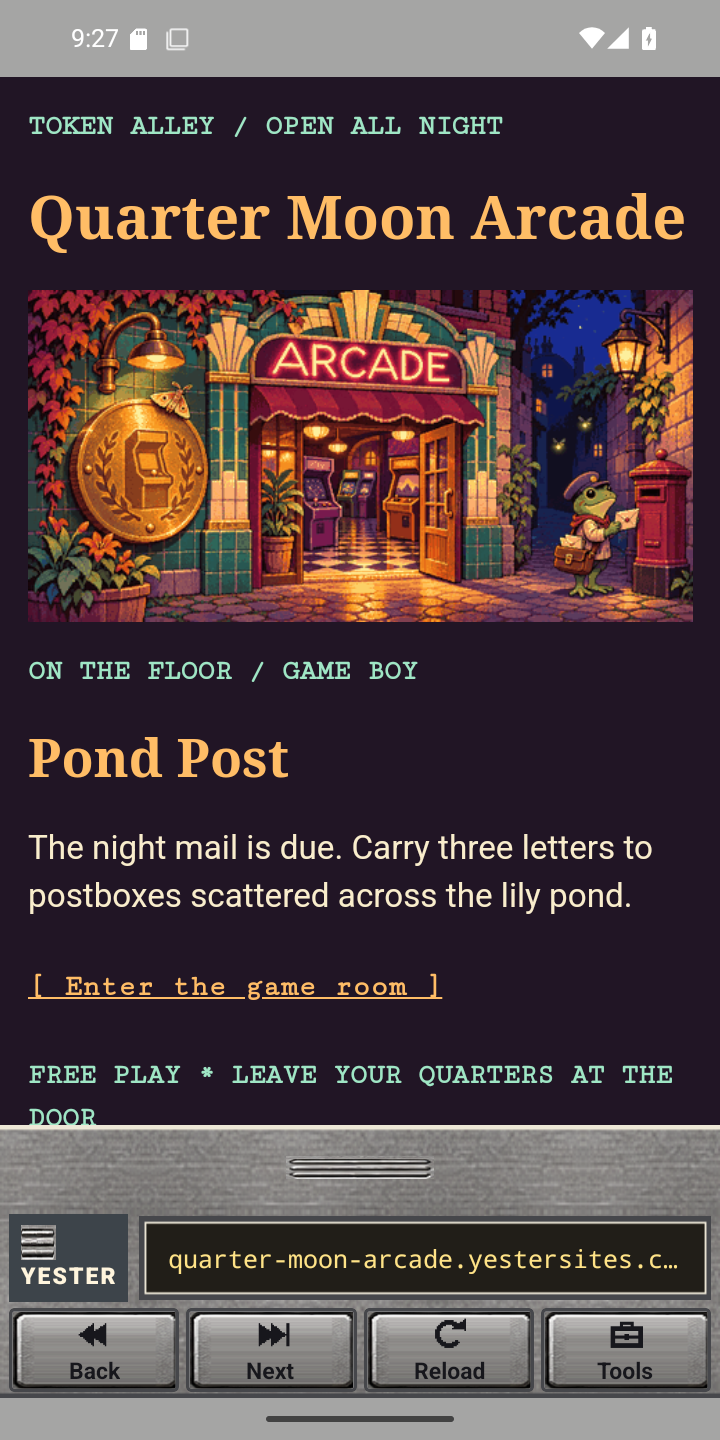 9:27
TOKEN ALLEY / OPEN ALL NIGHT
Quarter Moon Arcade
ARCADE
ON THE FLOOR / GAME BOY
Pond Post
The night mail is due. Carry three letters to
postboxes scattered across the lily pond.
[ Enter the game room ]
FREE PLAY * LEAVE YOUR QUARTERS AT THE
DOOR
YESTER
quarter-moon-arcade.yestersites.c…
Back
Next
Reload
Tools